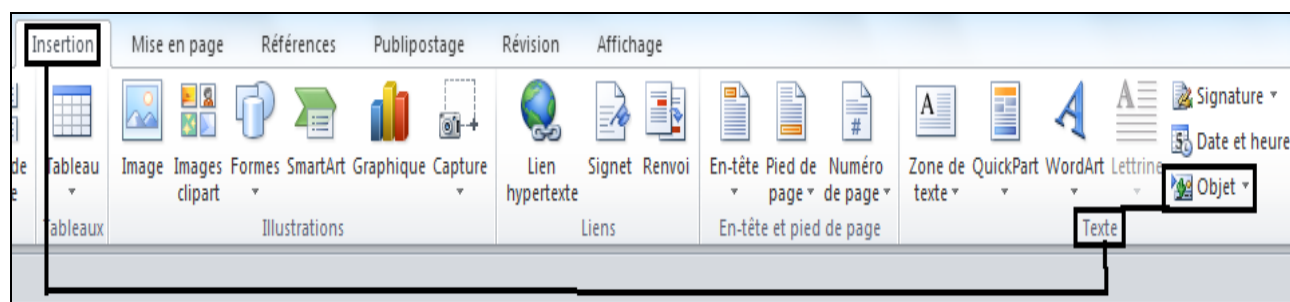 Insertion Mise en page Références Publipostage Révision Affichage
Signature
Date et heure
de Tableau Image Images Formes SmartArt Graphique Capture Lien Signet Renvoi En-tête Pied de Numéro Zone de QuickPart WordArt Lettrine
clipart hypertexte page de page texte
Objet
Tableaux Illustrations Liens En-tête et pied de page Texte